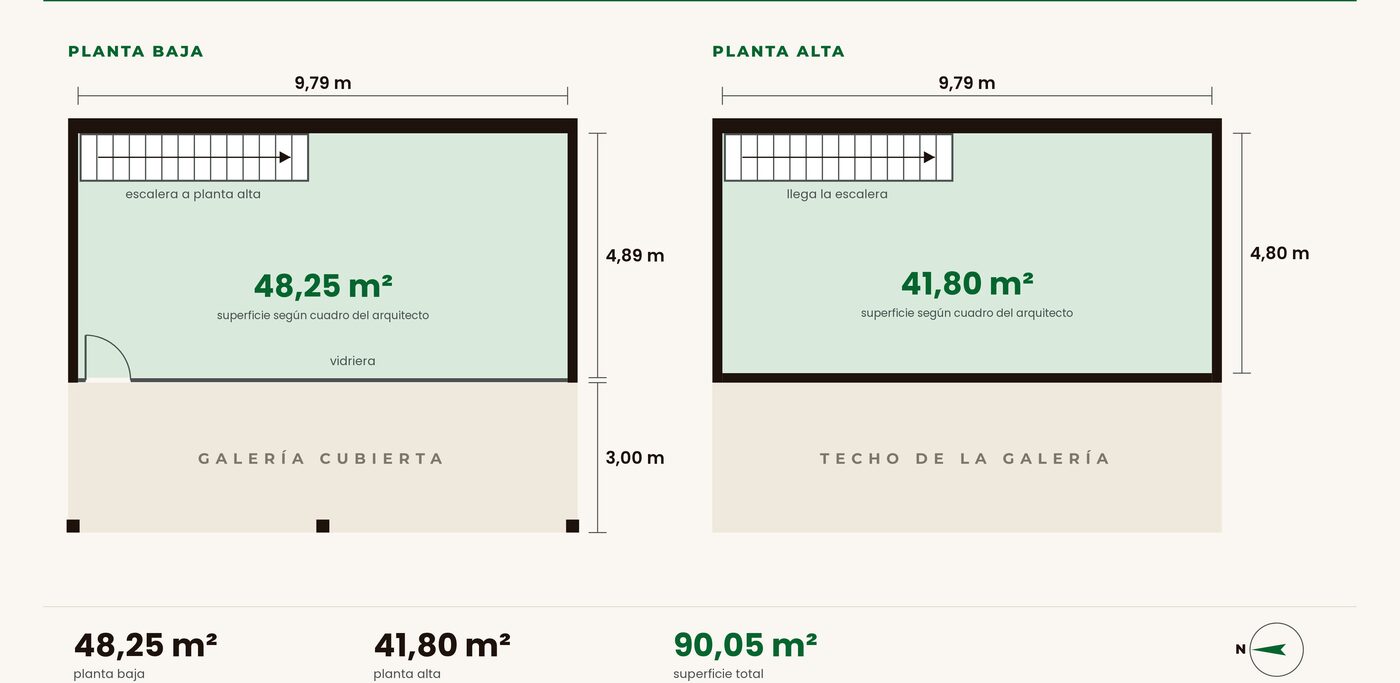 PLANTA BAJA
9,79 m
escalera a planta alta
4,89 m
48,25 m²
superficie según cuadro del arquitecto
vidriera
GALERÍA CUBIERTA
3,00 m
PLANTA ALTA
9,79 m
llega la escalera
4,80 m
41,80 m²
superficie según cuadro del arquitecto
TECHO DE LA GALERÍA
48,25 m²
planta baja
41,80 m²
planta alta
90,05 m²
superficie total
N